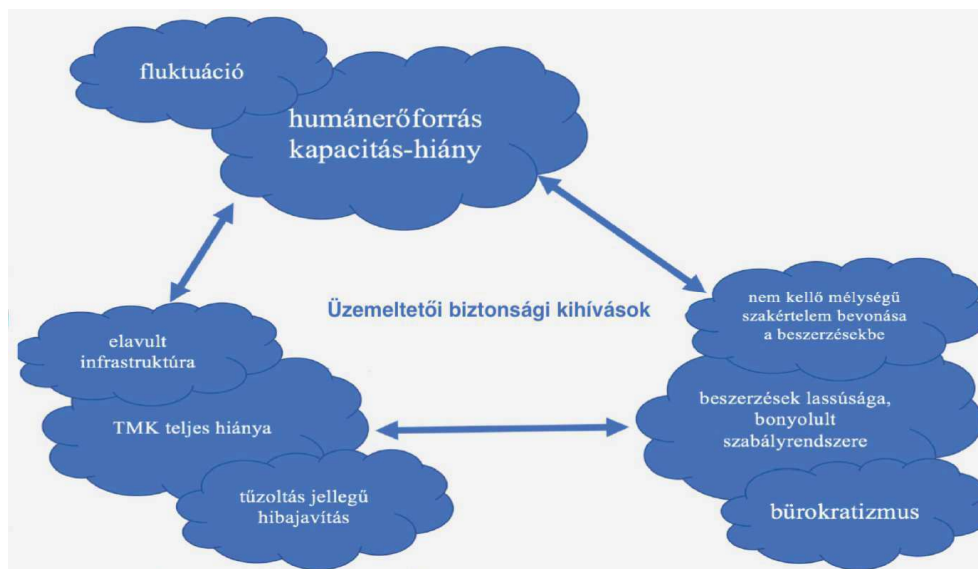 fluktuáció
humánerőforrás
kapacitás-hiány
Üzemeltetői biztonsági kihívások
elavult
infrastruktúra
TMK teljes hiánya
tűzoltás jellegű
hibajavítás
nem kellő mélységű
szakértelem bevonása
a beszerzésekbe
beszerzések lassúsága,
bonyolult
szabályrendszere
bürokratizmus